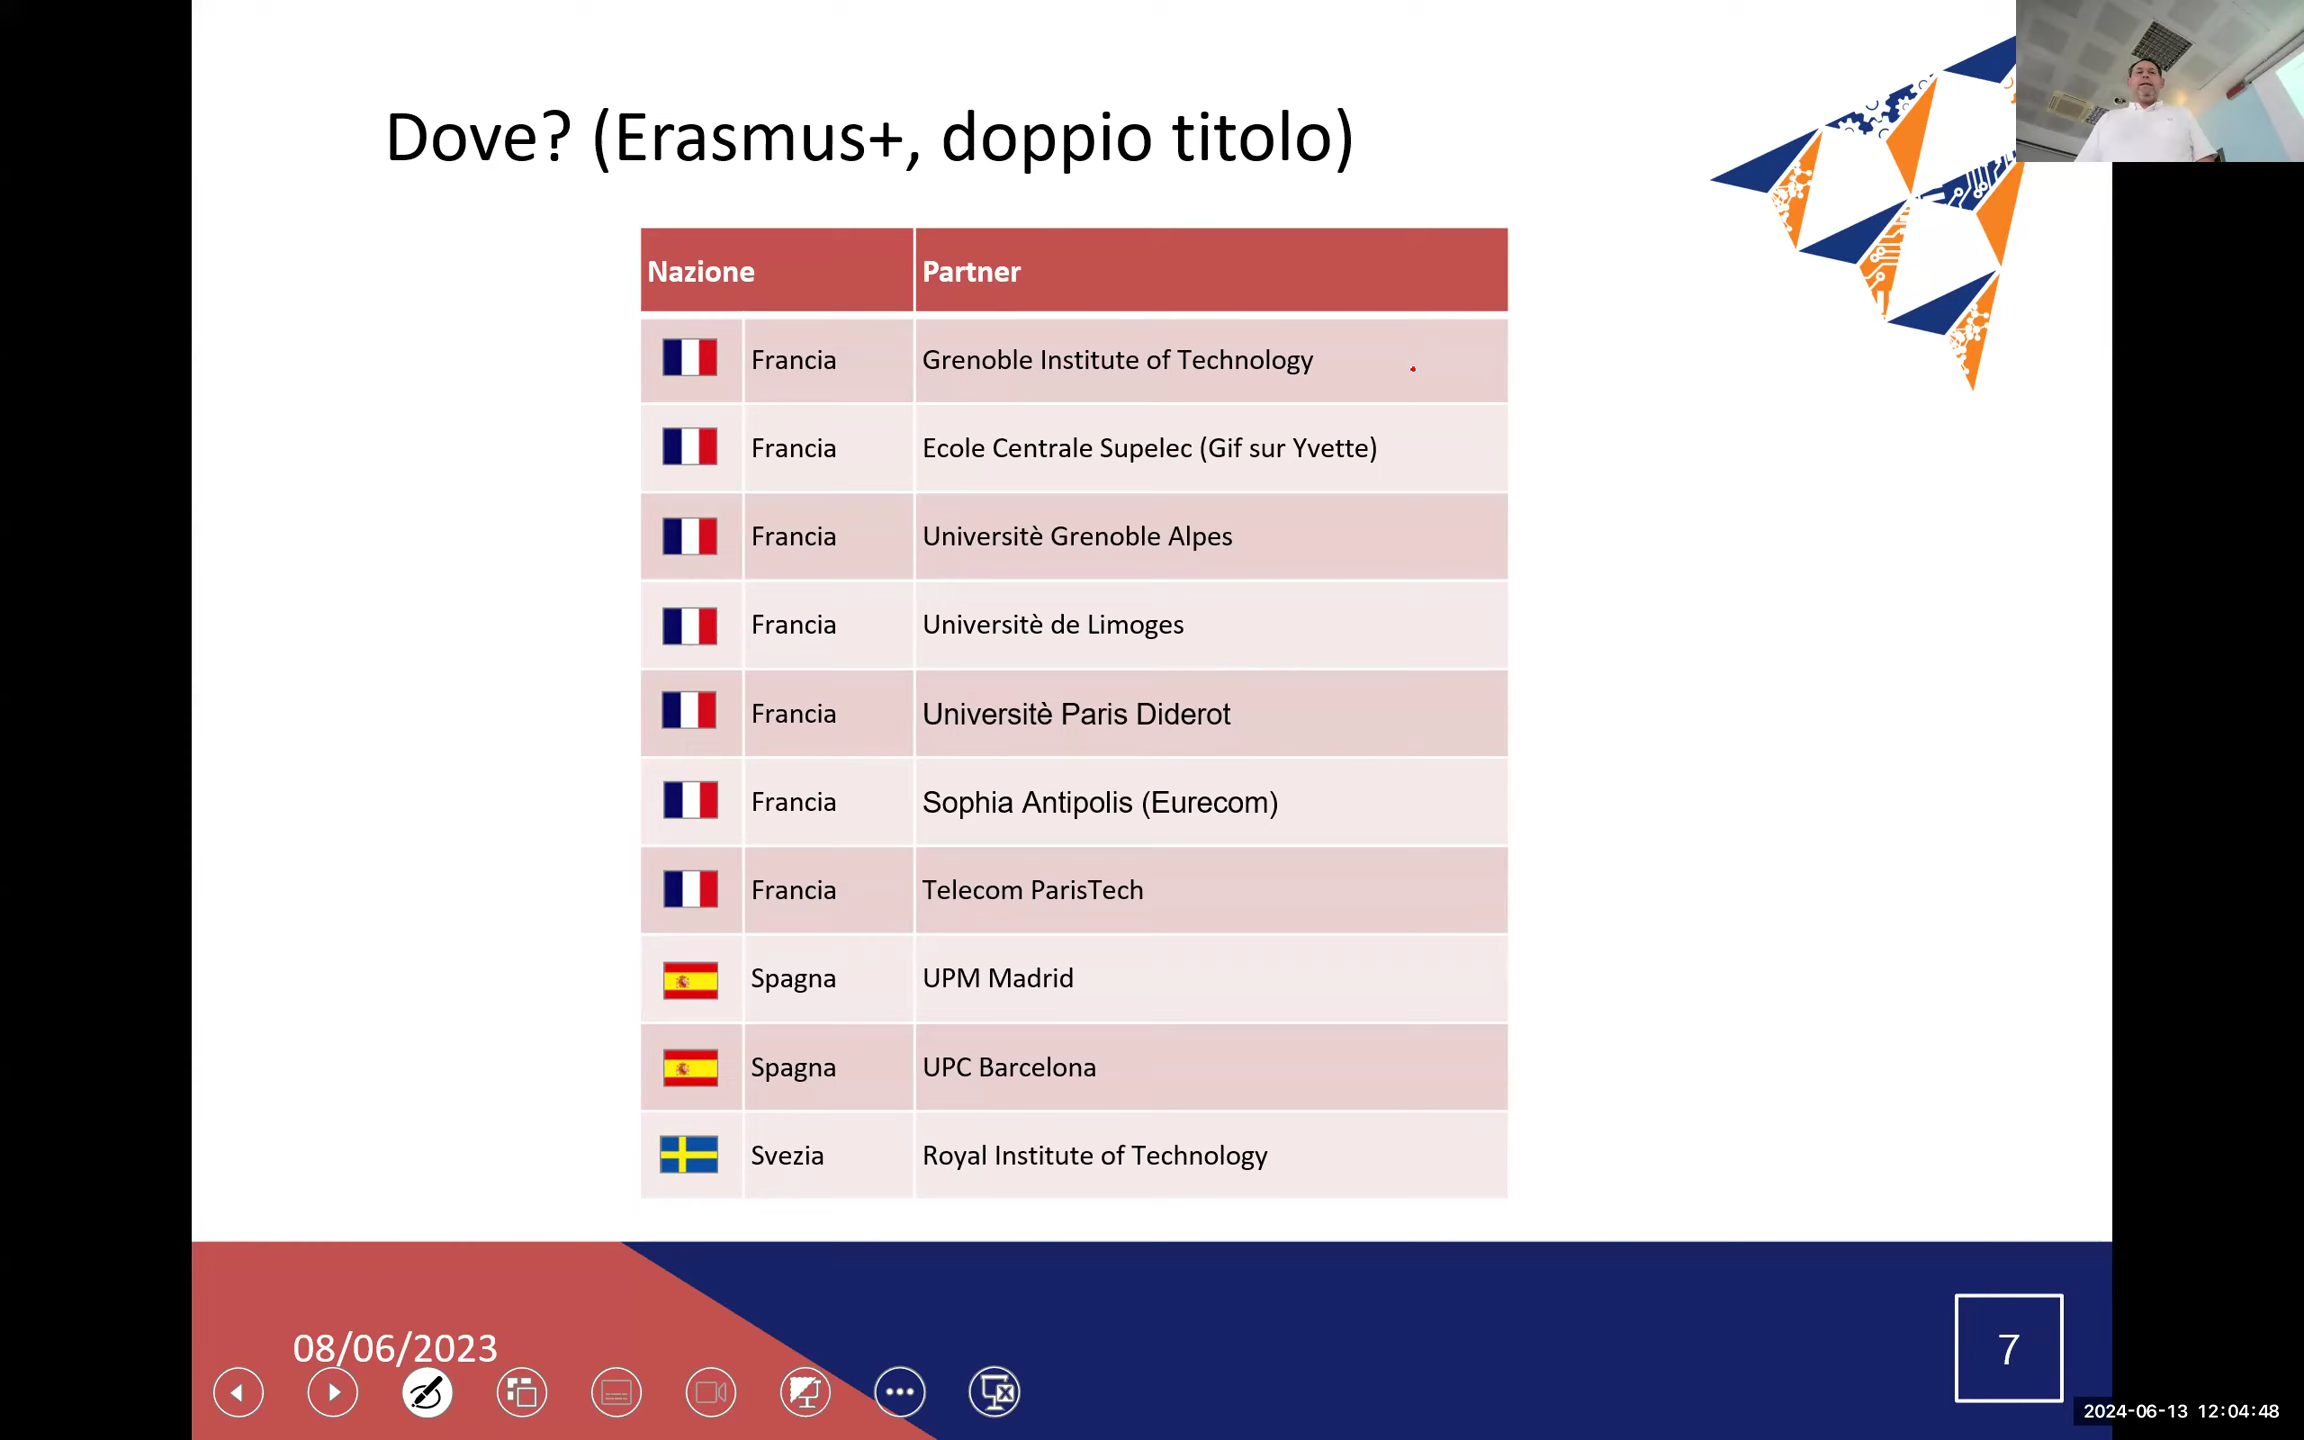 Dove? (Erasmus+, doppio titolo)
Nazione Partner
Francia Grenoble Institute of Technology
Francia Ecole Centrale Supelec (Gif sur Yvette)
Francia Universitè Grenoble Alpes
Francia Universitè de Limoges
Francia Universitè Paris Diderot
Francia Sophia Antipolis (Eurecom)
Francia Telecom ParisTech
Spagna UPM Madrid
Spagna UPC Barcelona
Svezia Royal Institute of Technology
08/06/2023
7
2024-06-13 12:04:48